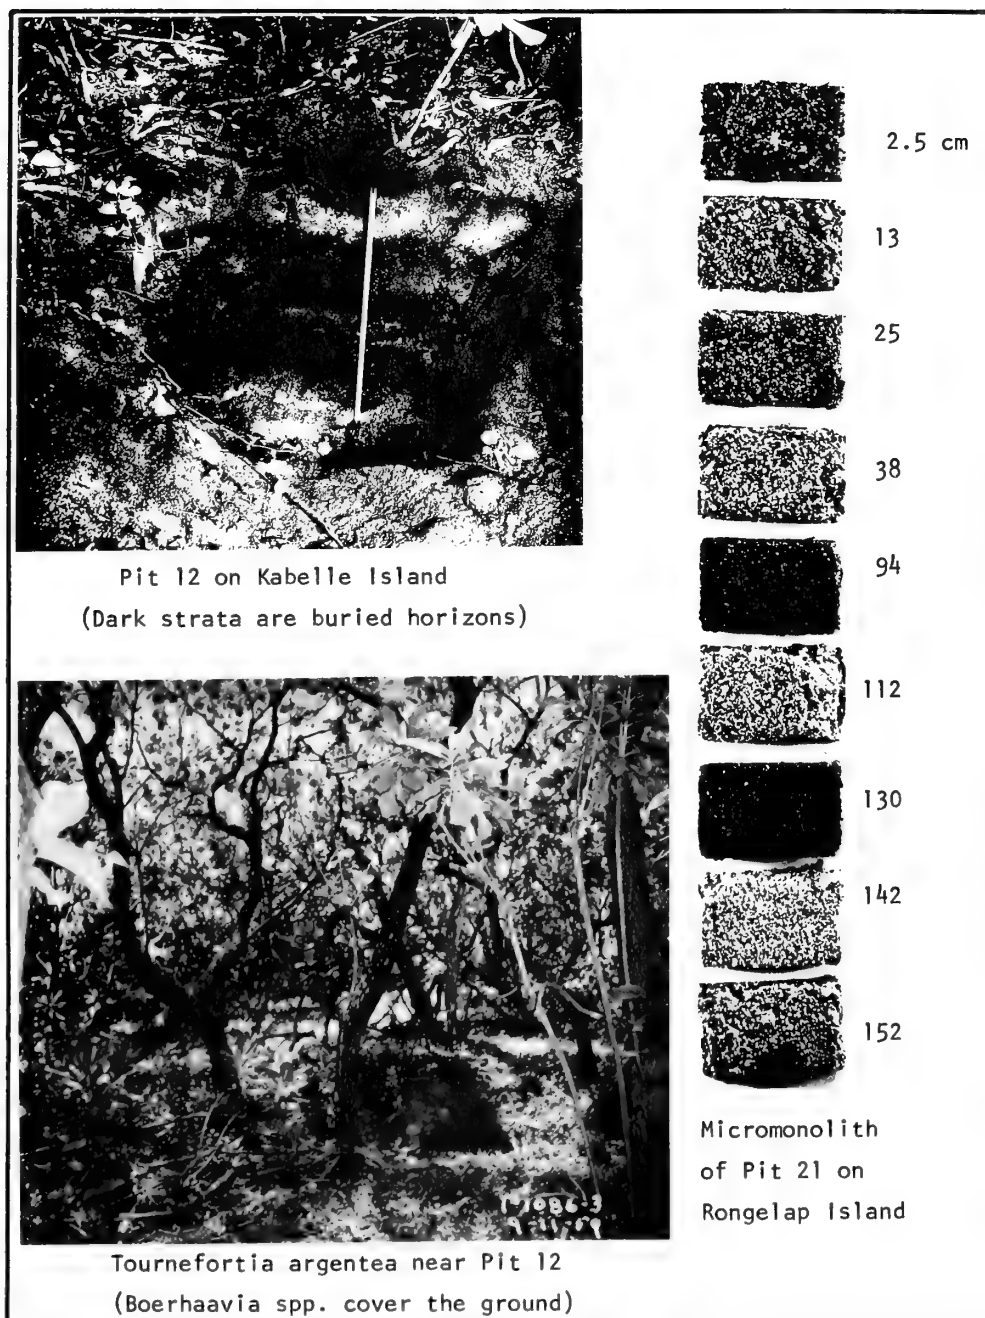 Pit 12 on Kabelle Island
(Dark strata are buried horizons)
Tournefortia argentea near Pit 12
(Boerhaavia spp. cover the ground)
2.5 cm
13
25
38
94
112
130
142
152
Micromonolith
of Pit 21 on
Rongelap Island